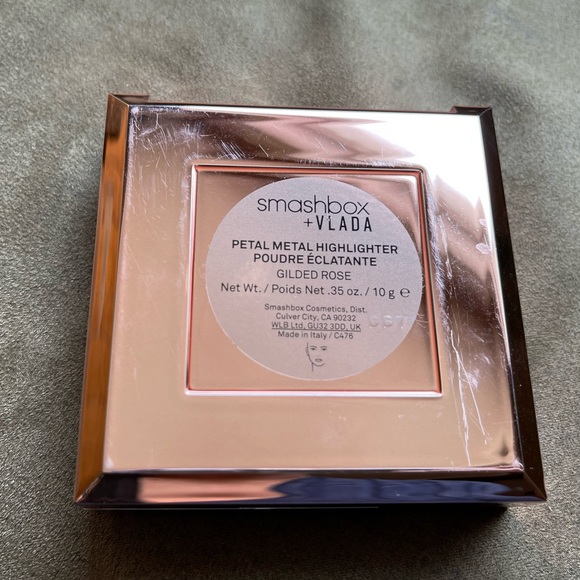 smashbox
+VLADA
PETAL METAL HIGHLIGHTER
POUDRE ÉCLATANTE
GILDED ROSE
Net Wt. / Poids Net .35 oz. / 10 g ℮
Smashbox Cosmetics, Dist.
Culver City, CA 90232
WLB Ltd, GU32 3DD, UK
Made in Italy / C476